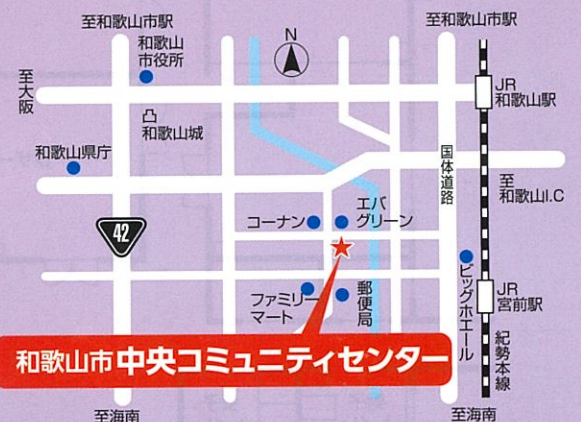 至和歌山市駅
至和歌山市駅
和歌山
市役所
N
至大阪
JR
和歌山駅
凸
和歌山城
和歌山県庁
国体道路
至
和歌山I.C
エバ
グリーン
コーナン
42
ビッグホエール
ファミリー
マート
郵便局
JR
宮前駅
紀勢本線
和歌山市中央コミュニティセンター
至海南
至海南